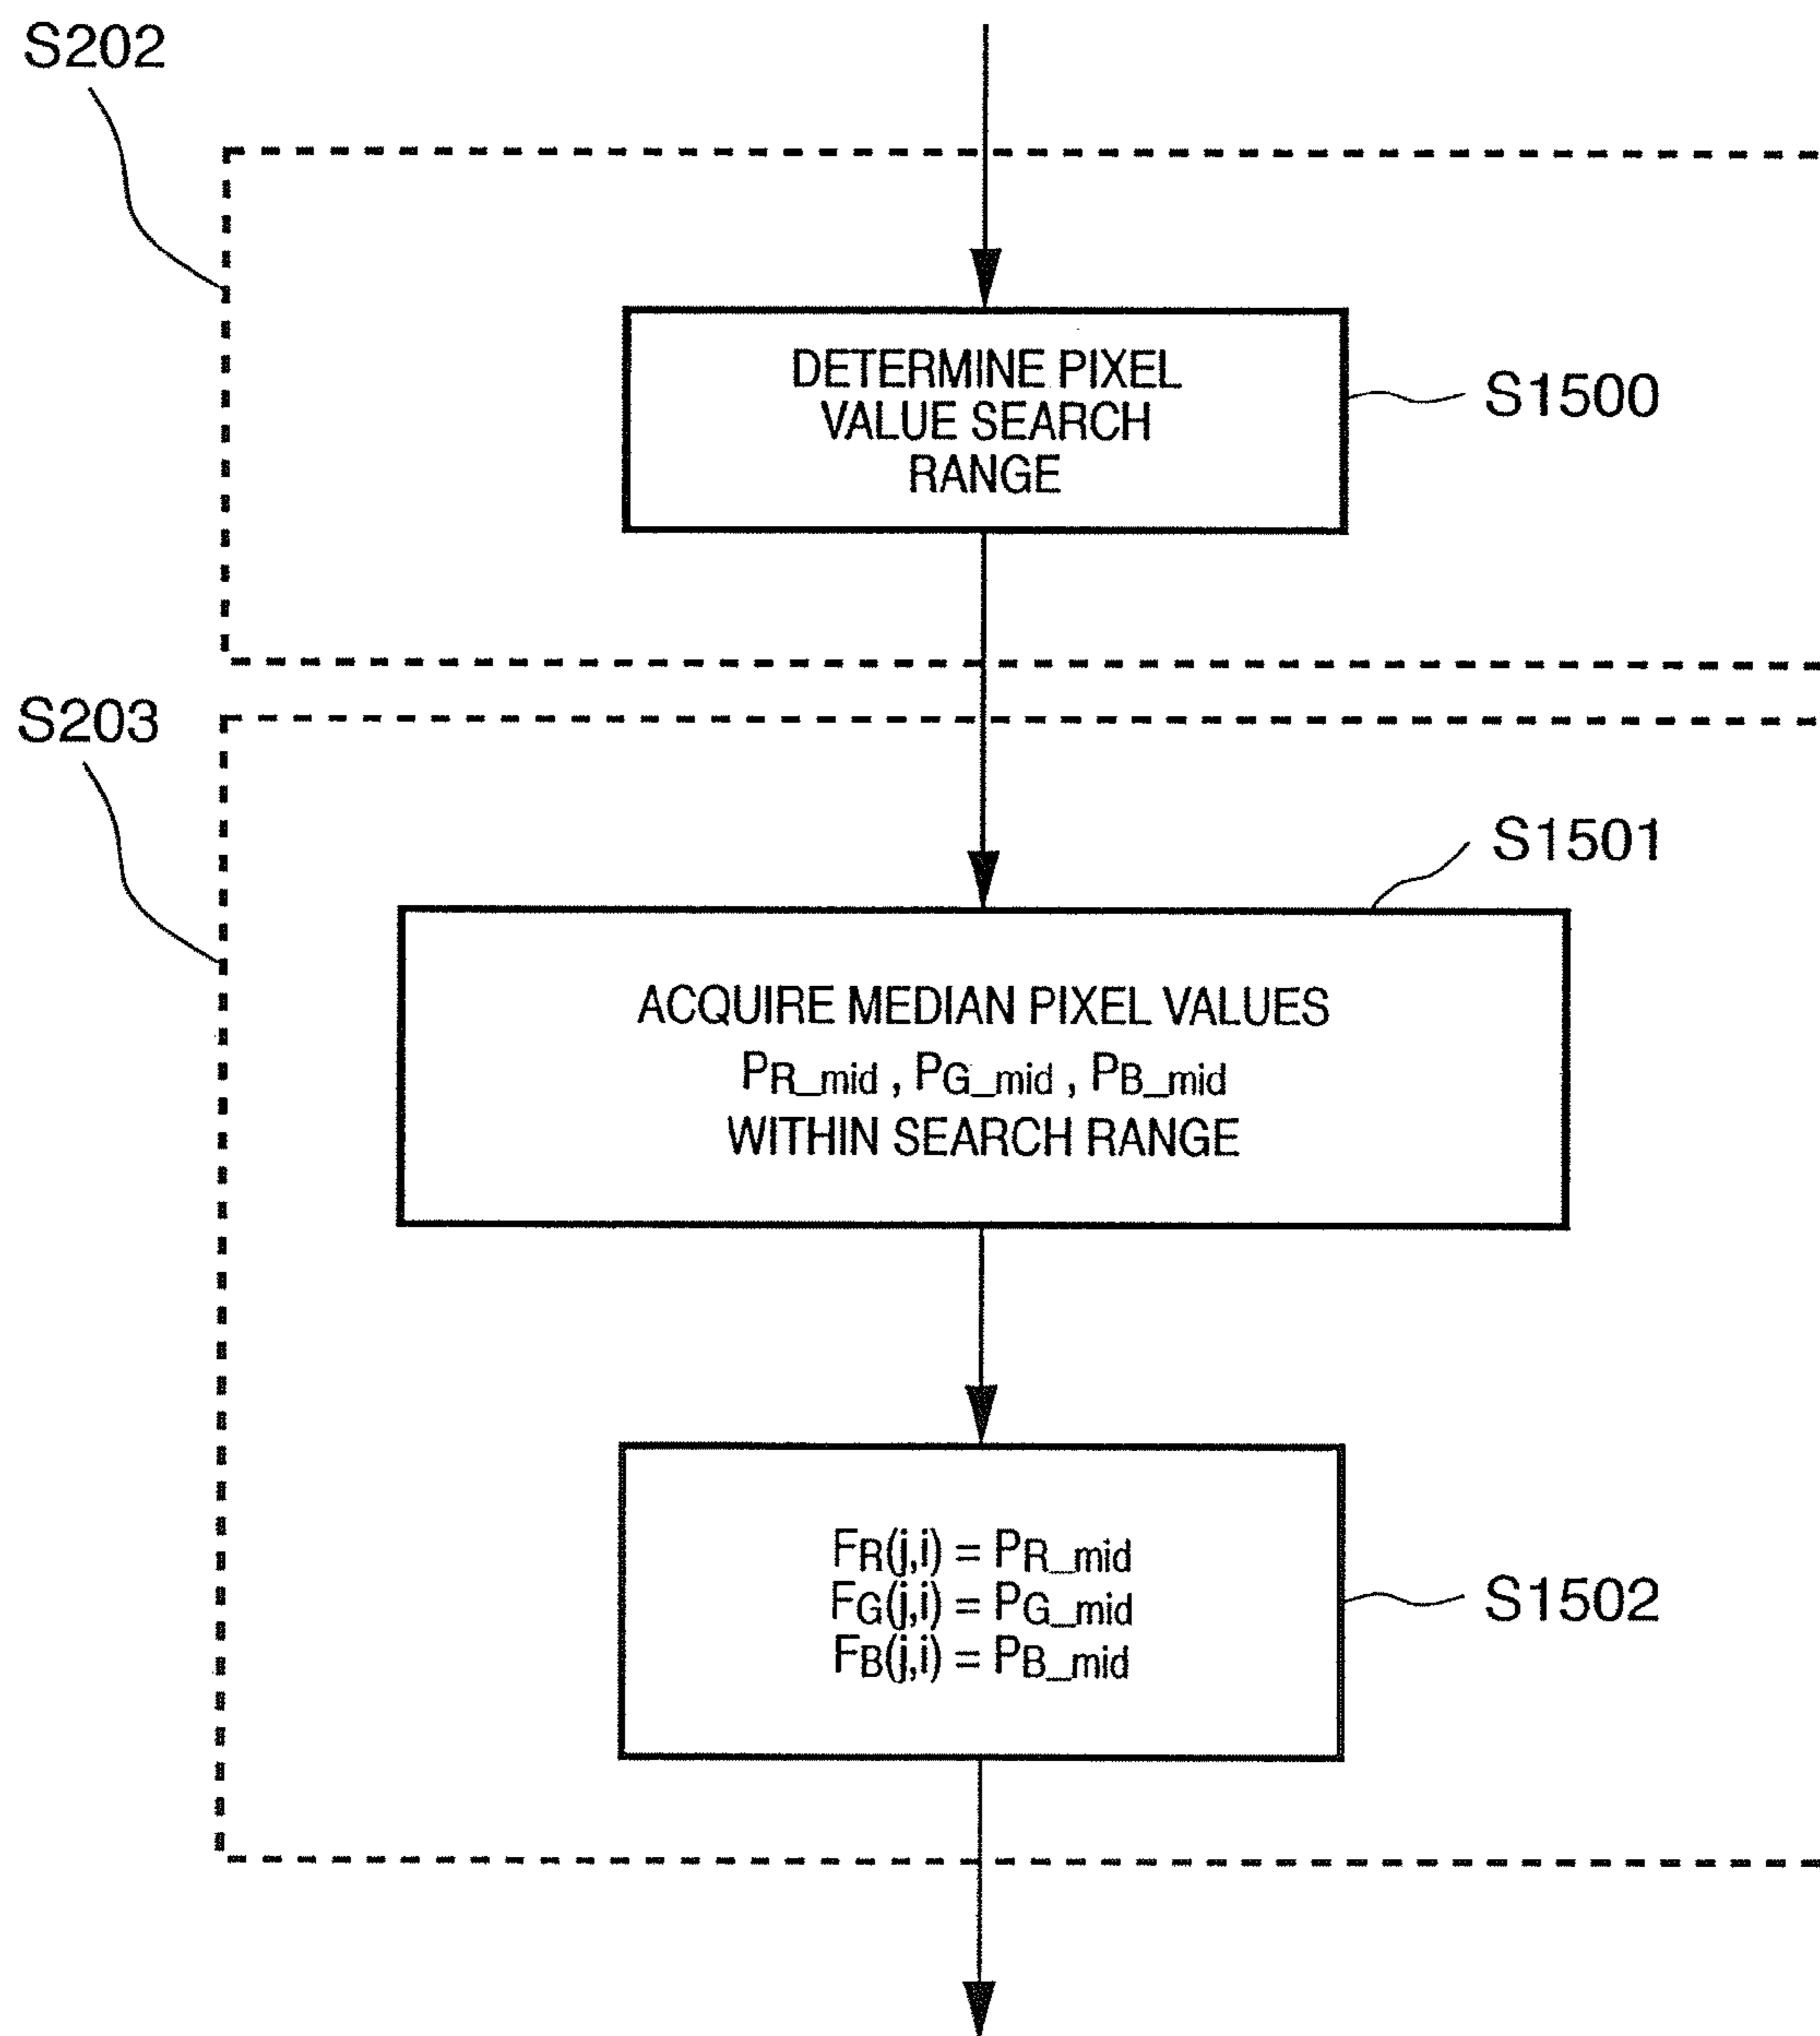 S202
DETERMINE PIXEL
VALUE SEARCH
RANGE
S1500
S203
S1501
ACQUIRE MEDIAN PIXEL VALUES
PR_mid , PG_mid , PB_mid
WITHIN SEARCH RANGE
FR(j,i) = PR_mid
FG(j,i) = PG_mid
FB(j,i) = PB_mid
S1502